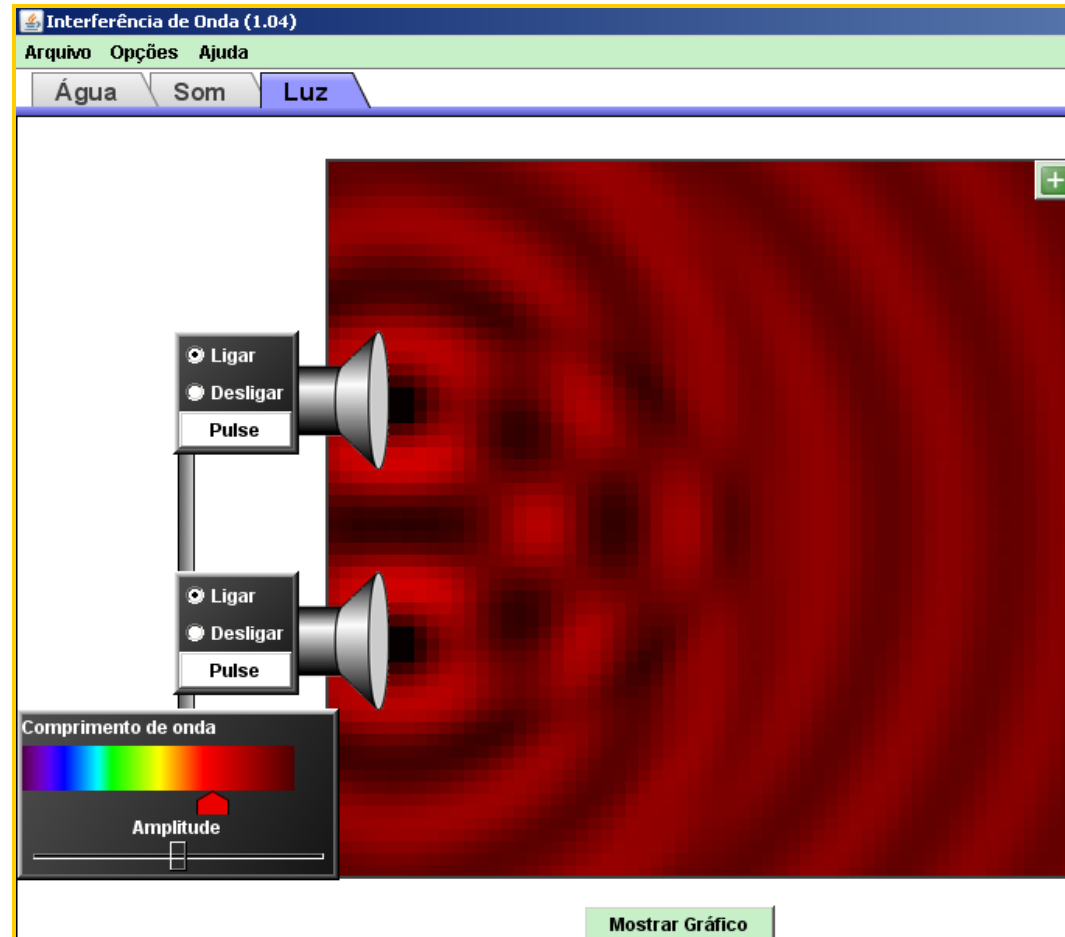 Interferência de Onda (1.04)
Arquivo Opções Ajuda
Água Som Luz
Ligar
Desligar
Pulse
Ligar
Desligar
Pulse
Comprimento de onda
Amplitude
Mostrar Gráfico